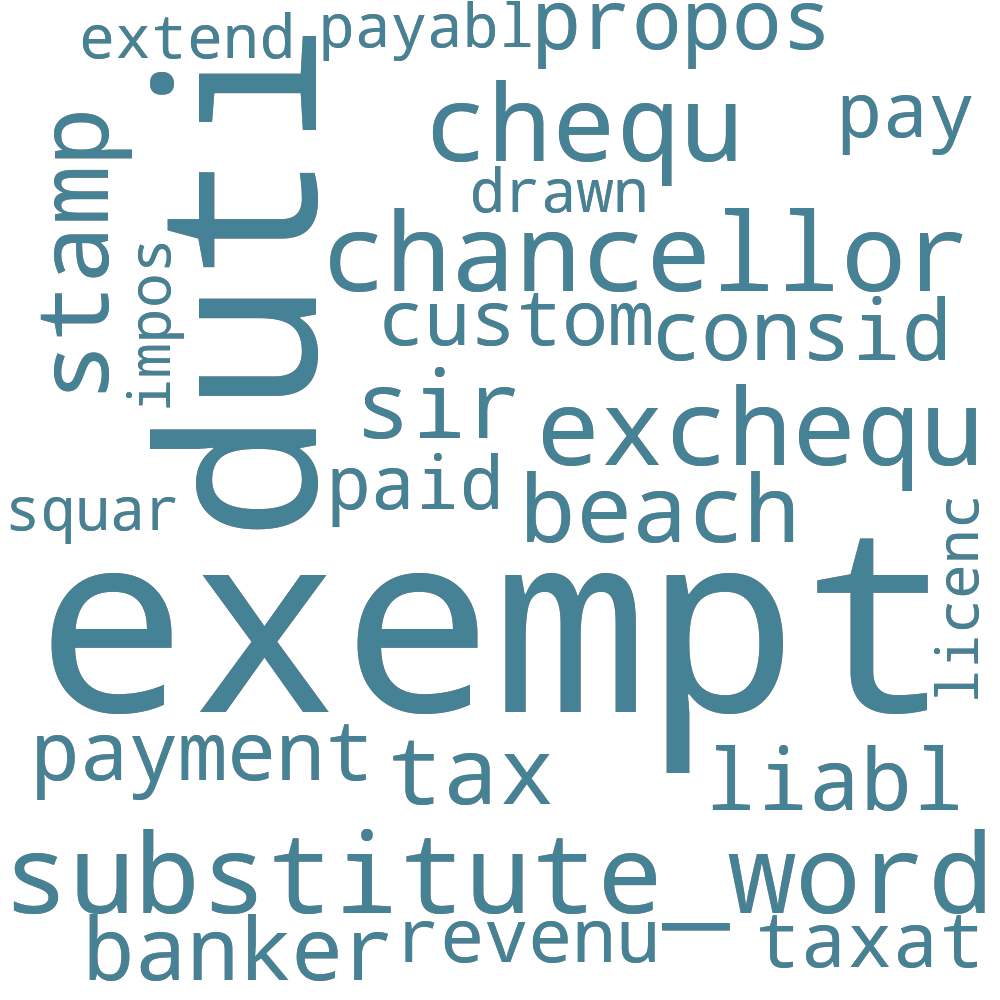 extend
payabl
propos
duti
chequ
pay
stamp
drawn
chancellor
impos
custom
consid
sir
exchequ
paid
beach
squar
licenc
exempt
payment
tax
liabl
substitute_word
banker
revenu
taxat